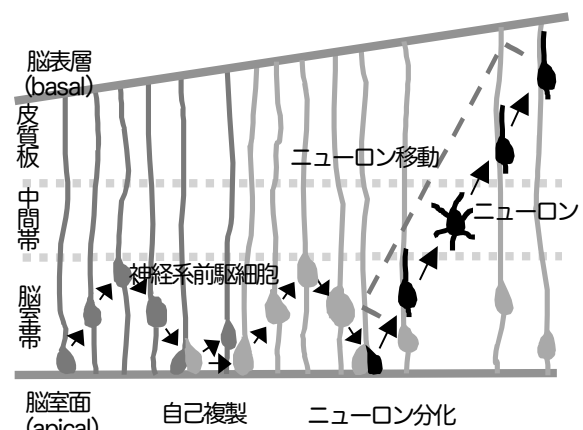 脳表層
(basal)
皮質板
ニューロン移動
中間帯
ニューロン
神経系前駆細胞
脳室帯
脳室面
(apical)
自己複製
ニューロン分化